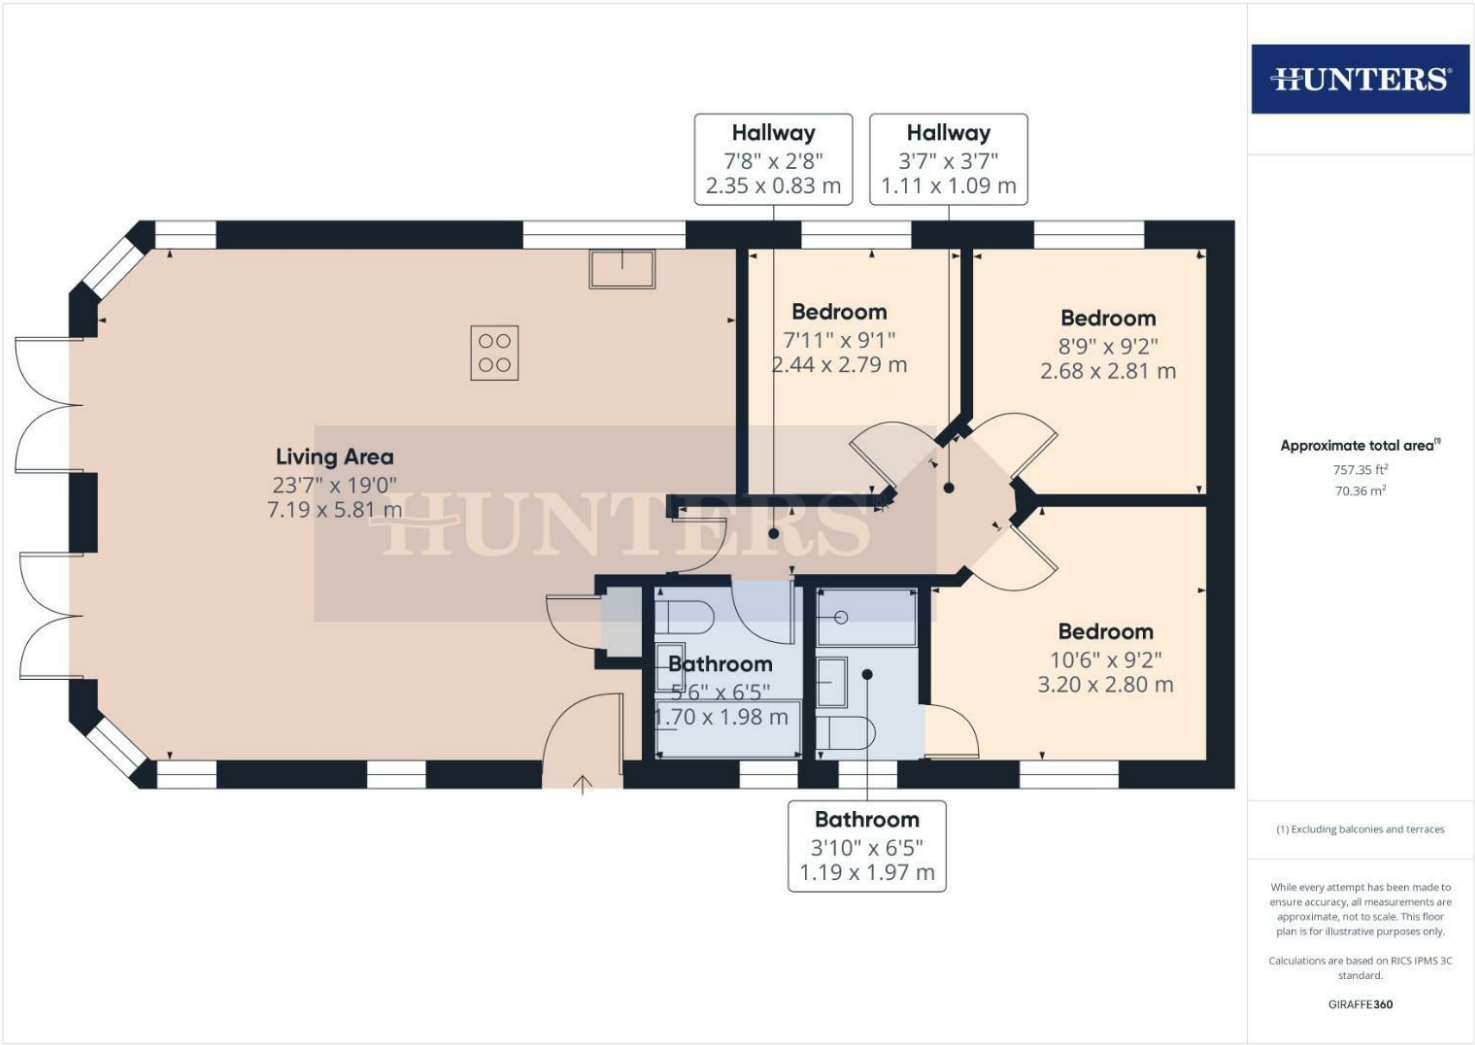 HUNTERS®
Hallway
7'8" x 2'8"
2.35 x 0.83 m
Hallway
3'7" x 3'7"
1.11 x 1.09 m
Bedroom
7'11" x 9'1"
2.44 x 2.79 m
Bedroom
8'9" x 9'2"
2.68 x 2.81 m
Living Area
23'7" x 19'0"
7.19 x 5.81 m
HUNTERS
Bedroom
10'6" x 9'2"
3.20 x 2.80 m
Bathroom
5'6" x 6'5"
1.70 x 1.98 m
Bathroom
3'10" x 6'5"
1.19 x 1.97 m
Approximate total area⁽¹⁾
757.35 ft²
70.36 m²
(1) Excluding balconies and terraces
While every attempt has been made to
ensure accuracy, all measurements are
approximate, not to scale. This floor
plan is for illustrative purposes only.
Calculations are based on RICS IPMS 3C
standard.
GIRAFFE360